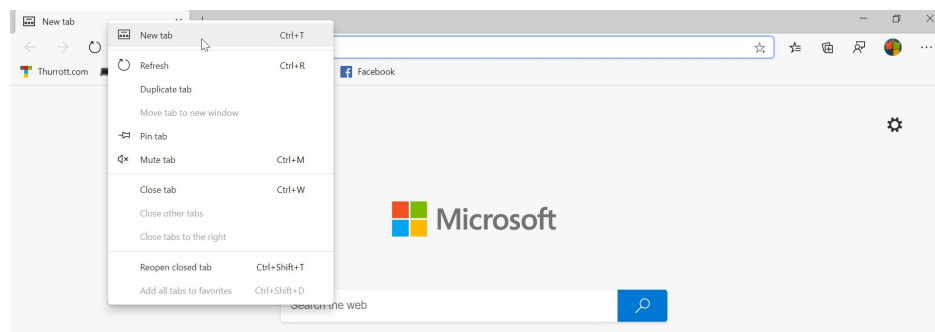 New tab
New tab Ctrl+T
Refresh Ctrl+R
Thurrott.com
Facebook
Duplicate tab
Move tab to new window
Pin tab
Mute tab Ctrl+M
Close tab Ctrl+W
Close other tabs
Microsoft
Close tabs to the right
Reopen closed tab Ctrl+Shift+T
Add all tabs to favorites Ctrl+Shift+D
Search the web